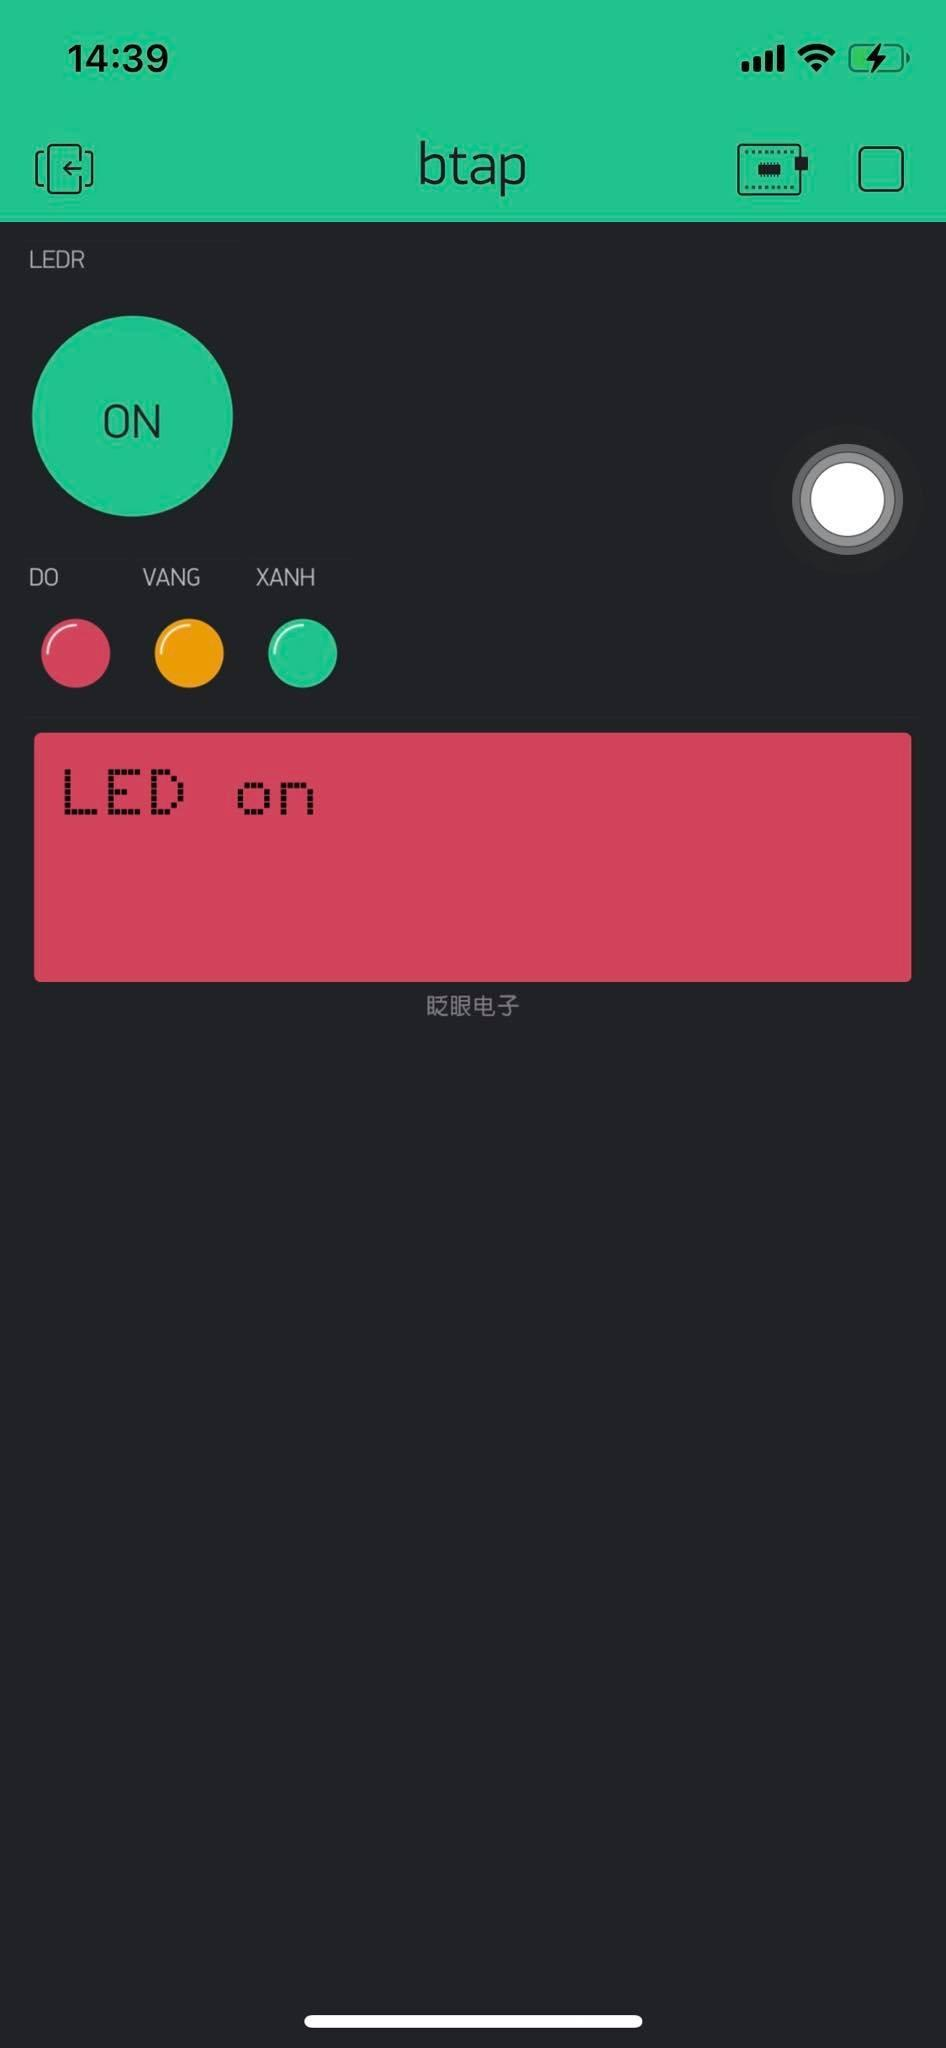 14:39
btap
LEDR
ON
DO VANG XANH
LED on
眨眼电子